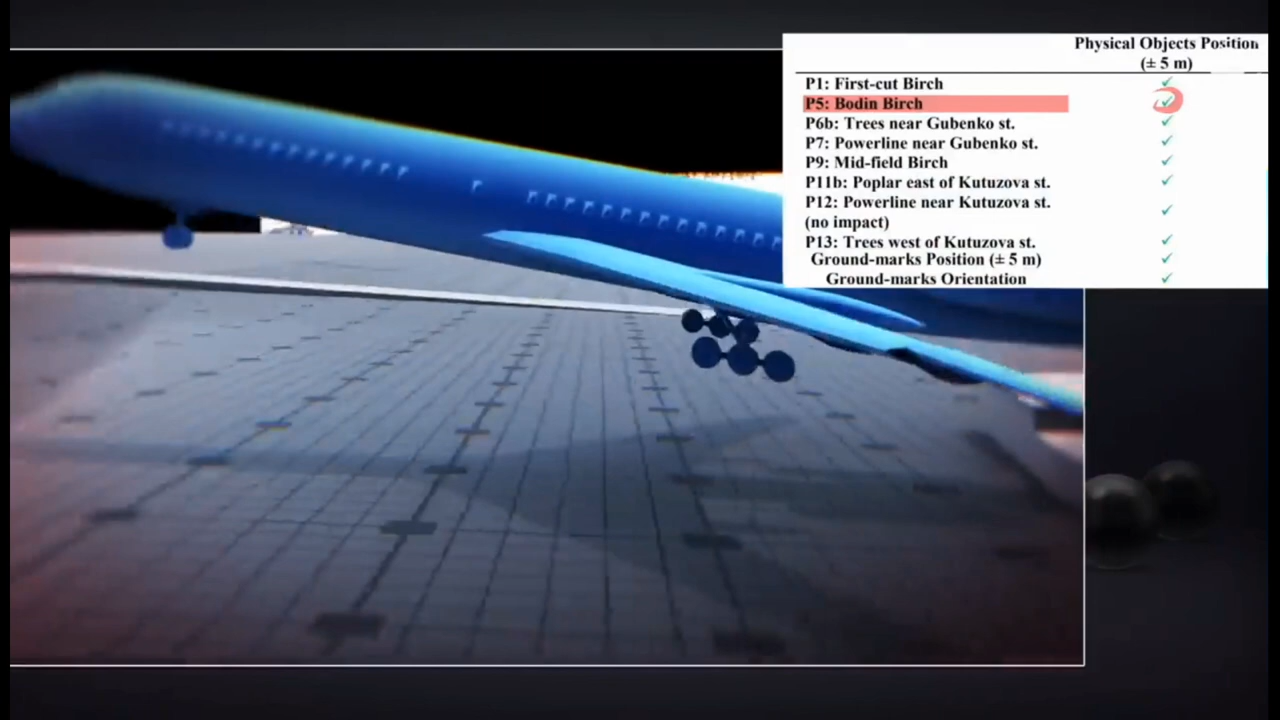 Physical Objects Position
(± 5 m)
P1: First-cut Birch ✓
P5: Bodin Birch ✓
P6b: Trees near Gubenko st. ✓
P7: Powerline near Gubenko st. ✓
P9: Mid-field Birch ✓
P11b: Poplar east of Kutuzova st. ✓
P12: Powerline near Kutuzova st.
(no impact) ✓
P13: Trees west of Kutuzova st. ✓
Ground-marks Position (± 5 m) ✓
Ground-marks Orientation ✓